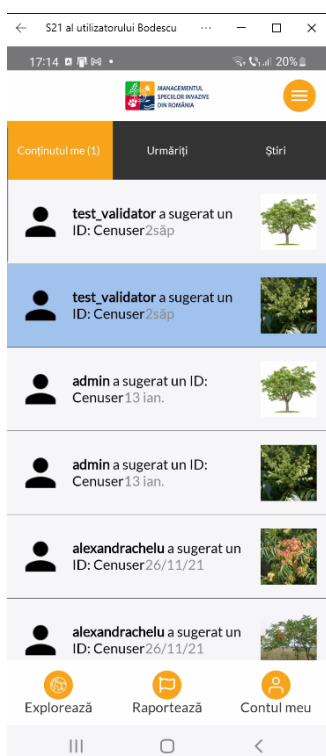 S21 al utilizatorului Bodescu
17:14
20%
MANAGEMENTUL
SPECIILOR INVAZIVE
DIN ROMÂNIA
Conținutul me (1) Urmăriți Știri
test_validator a sugerat un
ID: Cenuser2săp
test_validator a sugerat un
ID: Cenuser2săp
admin a sugerat un ID:
Cenuser13 ian.
admin a sugerat un ID:
Cenuser13 ian.
alexandrachelu a sugerat un
ID: Cenuser26/11/21
alexandrachelu a sugerat un
ID: Cenuser26/11/21
Explorează Raportează Contul meu